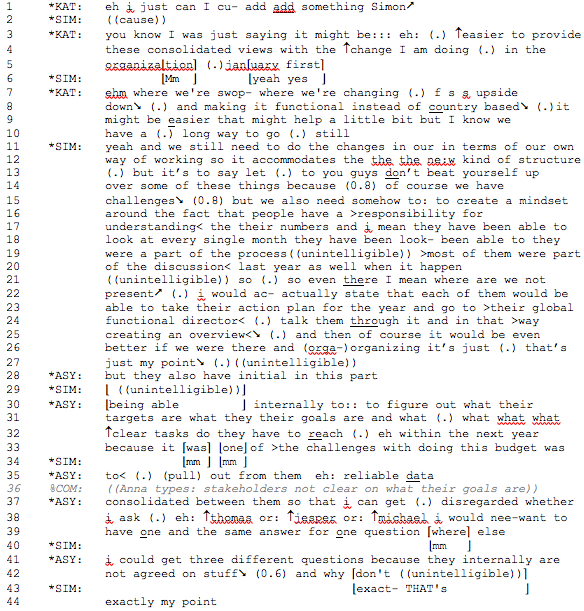 1 *KAT: eh i just can I cu- add add something Simon↗
2 *SIM: ((cause))
3 *KAT: you know I was just saying it might be::: eh: (.) ↑easier to provide
4 these consolidated views with the ↑change I am doing (.) in the
5 organiza⌊tion⌋ (.)jan⌊uary first⌉
6 *SIM: ⌊Mm ⌋ ⌊yeah yes ⌋
7 *KAT: ehm where we're swop- where we're changing (.) f s s upside
8 down↘ (.) and making it functional instead of country based↘ (.)it
9 might be easier that might help a little bit but I know we
10 have a (.) long way to go (.) still
11 *SIM: yeah and we still need to do the changes in our in terms of our own
12 way of working so it accommodates the the the ne:w kind of structure
13 (.) but it's to say let (.) to you guys don't beat yourself up
14 over some of these things because (0.8) of course we have
15 challenges↘ (0.8) but we also need somehow to: to create a mindset
16 around the fact that people have a >responsibility for
17 understanding< the their numbers and i mean they have been able to
18 look at every single month they have been look- been able to they
19 were a part of the process((unintelligible)) >most of them were part
20 of the discussion< last year as well when it happen
21 ((unintelligible)) so (.) so even there I mean where are we not
22 present↗ (.) i would ac- actually state that each of them would be
23 able to take their action plan for the year and go to >their global
24 functional director< (.) talk them through it and in that >way
25 creating an overview<↘ (.) and then of course it would be even
26 better if we were there and (orga-)organizing it's just (.) that's
27 just my point↘ (.)((unintelligible))
28 *ASY: but they also have initial in this part
29 *SIM: ⌊ ((unintelligible))⌋
30 *ASY: ⌊being able ⌋ internally to:: to figure out what their
31 targets are what they their goals are and what (.) what what what
32 ↑clear tasks do they have to reach (.) eh within the next year
33 because it ⌈was⌉ ⌊one⌋of >the challenges with doing this budget was
34 *SIM: ⌊mm ⌋ ⌊mm ⌋
35 *ASY: to< (.) (pull) out from them eh: reliable data
36 %COM: ((Anna types: stakeholders not clear on what their goals are))
37 *ASY: consolidated between them so that i can get (.) disregarded whether
38 i ask (.) eh: ↑thomas or: ↑jesper or: ↑michael i would nee-want to
39 have one and the same answer for one question ⌈where⌉ else
40 *SIM: ⌊mm ⌋
41 *ASY: i could get three different questions because they internally are
42 not agreed on stuff↘ (0.6) and why ⌈don't ((unintelligible))⌉
43 *SIM: ⌊exact- THAT's ⌋
44 exactly my point